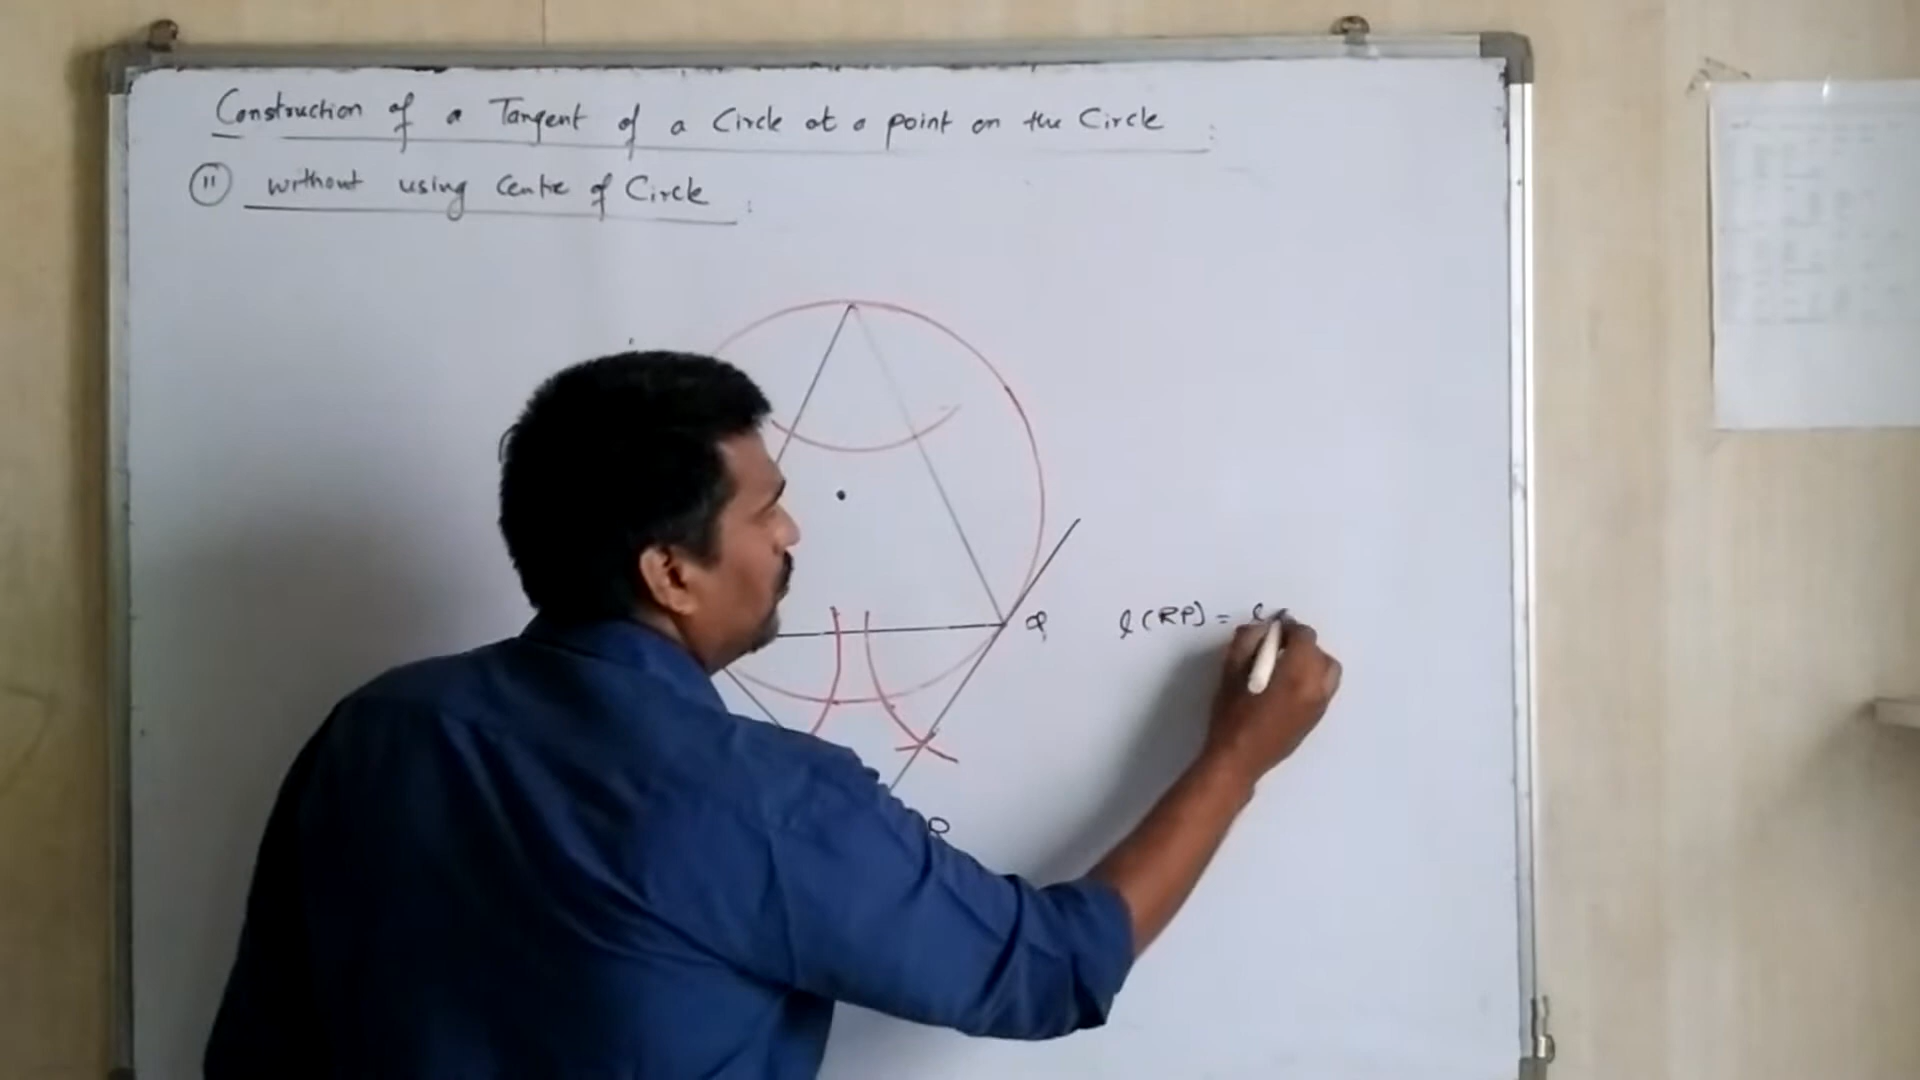 Construction of a Tangent of a Circle at a point on the Circle :
(ii) without using Centre of Circle :
Q l(RP) = l
R